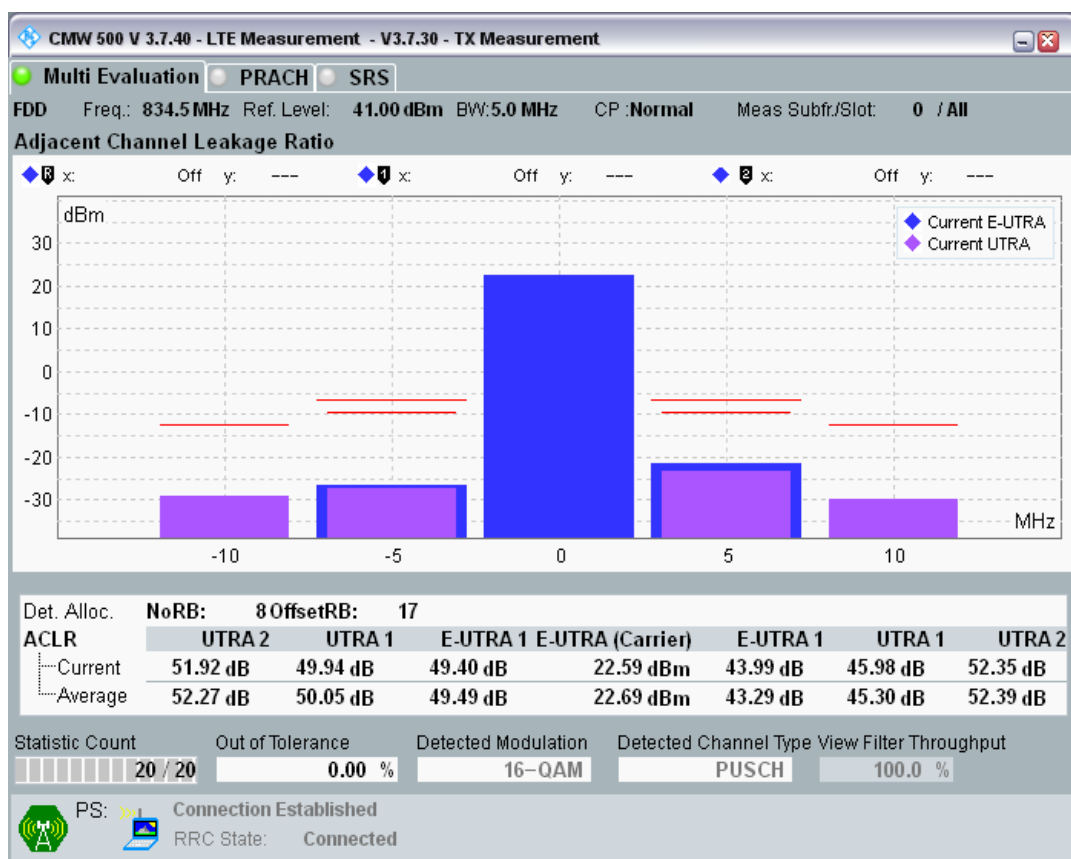 CMW 500 V 3.7.40 - LTE Measurement - V3.7.30 - TX Measurement
Multi Evaluation PRACH SRS
FDD Freq.: 834.5 MHz Ref. Level: 41.00 dBm BW:5.0 MHz CP :Normal Meas Subfr./Slot: 0 / All
Adjacent Channel Leakage Ratio
R x: Off y: --- 1 x: Off y: --- 2 x: Off y: ---
dBm
Current E-UTRA
Current UTRA
30
20
10
0
-10
-20
-30
MHz
-10 -5 0 5 10
Det. Alloc. NoRB: 8 OffsetRB: 17
ACLR UTRA 2 UTRA 1 E-UTRA 1 E-UTRA (Carrier) E-UTRA 1 UTRA 1 UTRA 2
Current 51.92 dB 49.94 dB 49.40 dB 22.59 dBm 43.99 dB 45.98 dB 52.35 dB
Average 52.27 dB 50.05 dB 49.49 dB 22.69 dBm 43.29 dB 45.30 dB 52.39 dB
Statistic Count Out of Tolerance Detected Modulation Detected Channel Type View Filter Throughput
20 / 20 0.00 % 16-QAM PUSCH 100.0 %
PS: Connection Established
RRC State: Connected